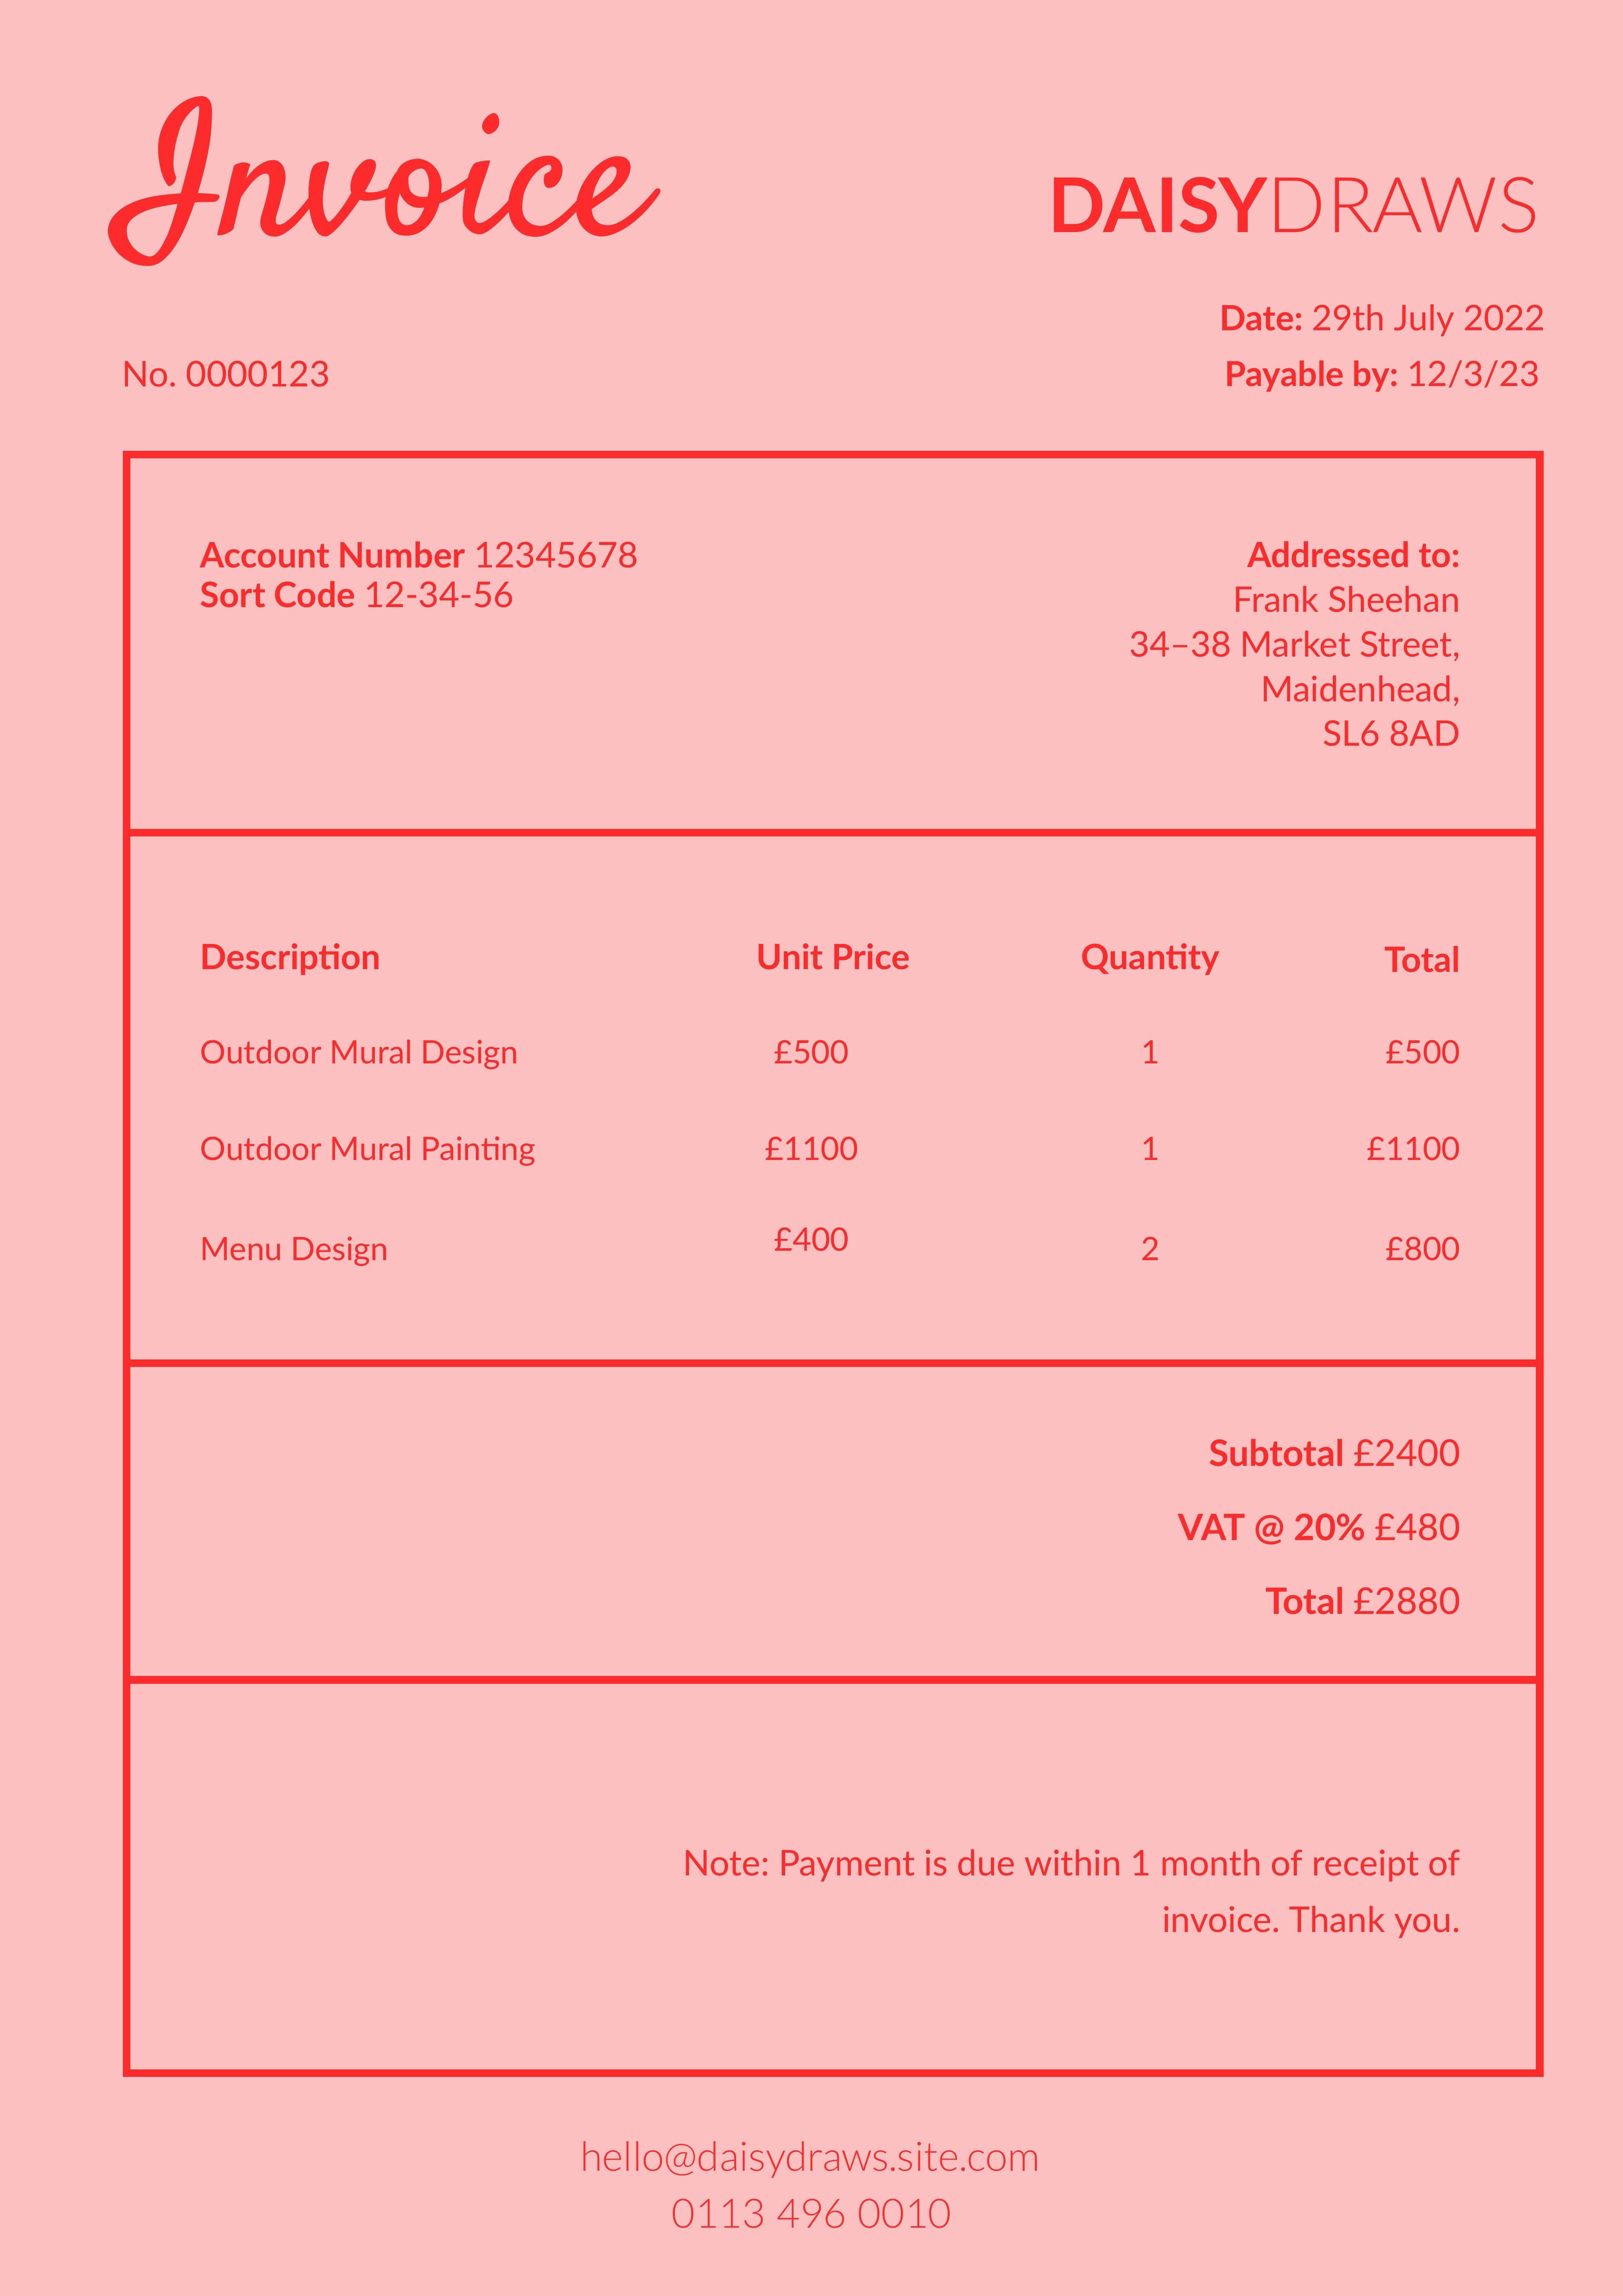 Invoice
DAISYDRAWS
Date: 29th July 2022
No. 0000123
Payable by: 12/3/23
Account Number 12345678
Sort Code 12-34-56
Addressed to:
Frank Sheehan
34–38 Market Street,
Maidenhead,
SL6 8AD
Description Unit Price Quantity Total
Outdoor Mural Design £500 1 £500
Outdoor Mural Painting £1100 1 £1100
Menu Design £400 2 £800
Subtotal £2400
VAT @ 20% £480
Total £2880
Note: Payment is due within 1 month of receipt of
invoice. Thank you.
hello@daisydraws.site.com
0113 496 0010